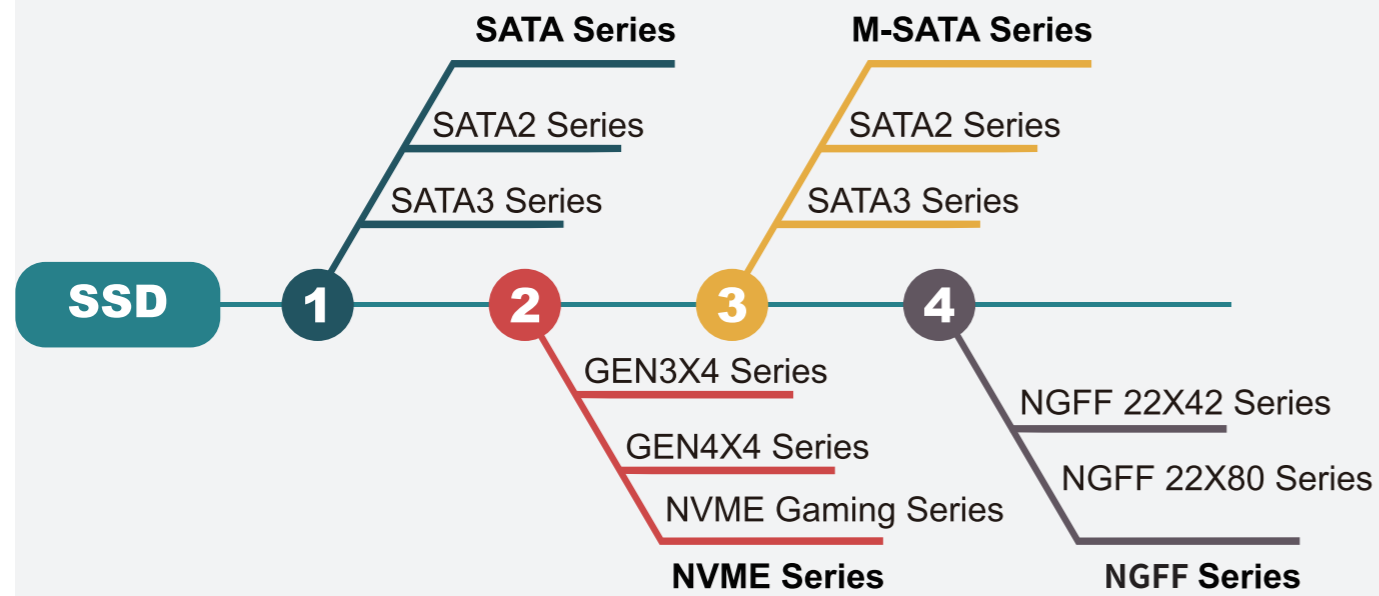 SATA Series
SATA2 Series
SATA3 Series
M-SATA Series
SATA2 Series
SATA3 Series
SSD
1
2
3
4
GEN3X4 Series
GEN4X4 Series
NVME Gaming Series
NVME Series
NGFF 22X42 Series
NGFF 22X80 Series
NGFF Series